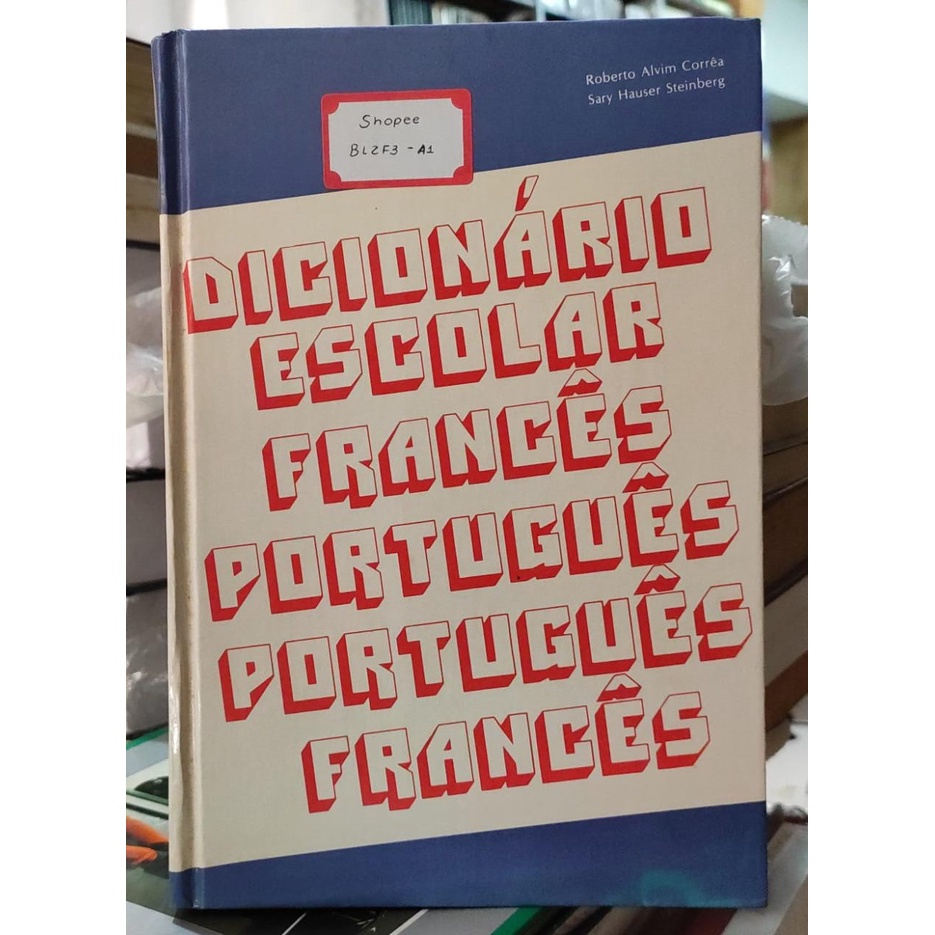 Roberto Alvim Corrêa
Sary Hauser Steinberg
Shopee
BL2F3 - A1
DICIONÁRIO
ESCOLAR
FRANCÊS
PORTUGUÊS
PORTUGUÊS
FRANCÊS